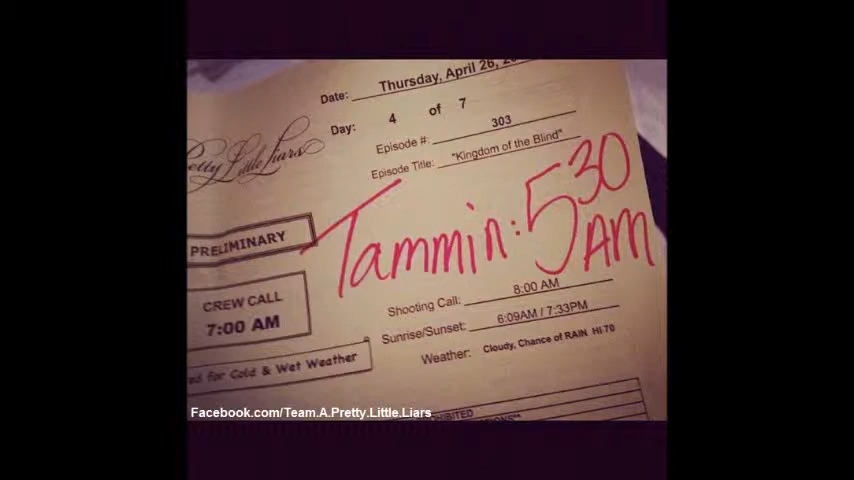 Date: Thursday, April 26,
Day: 4 of 7
Pretty Little Liars
Episode #: 303
Episode Title: "Kingdom of the Blind"
Tammin: 5 30 AM
PRELIMINARY
CREW CALL
7:00 AM
Shooting Call: 8:00 AM
Sunrise/Sunset: 6:09AM / 7:33PM
Weather: Cloudy, Chance of RAIN HI 70
for Cold & Wet Weather
Facebook.com/Team.A.Pretty.Little.Liars